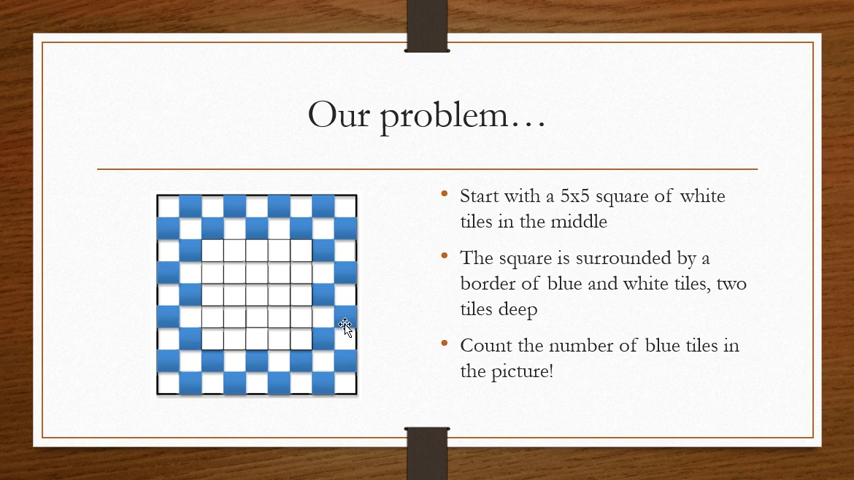 Our problem…
• Start with a 5x5 square of white
tiles in the middle
• The square is surrounded by a
border of blue and white tiles, two
tiles deep
• Count the number of blue tiles in
the picture!